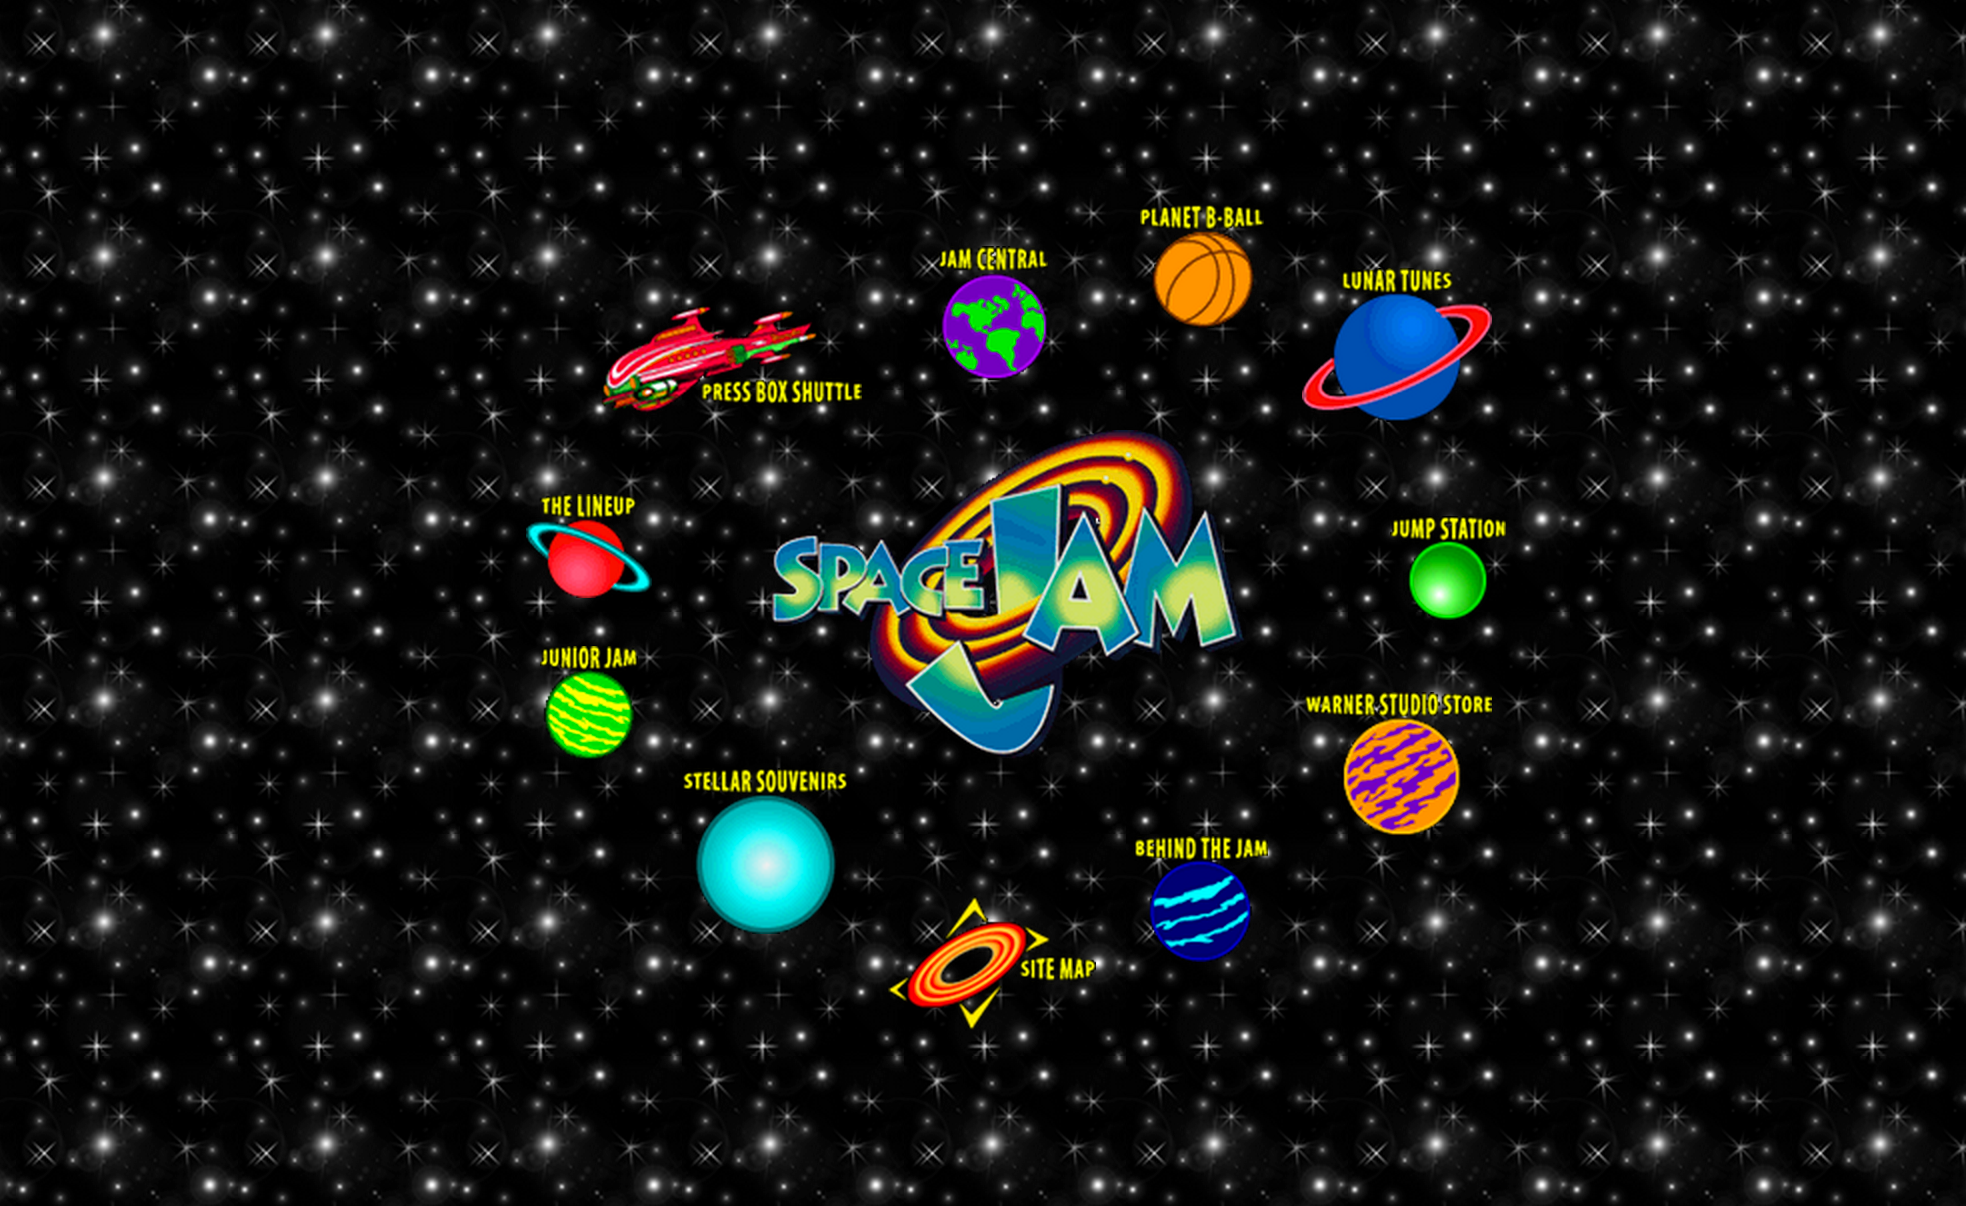 PLANET B-BALL
JAM CENTRAL
LUNAR TUNES
PRESS BOX SHUTTLE
THE LINEUP
JUMP STATION
SPACE JAM
JUNIOR JAM
WARNER STUDIO STORE
STELLAR SOUVENIRS
BEHIND THE JAM
SITE MAP